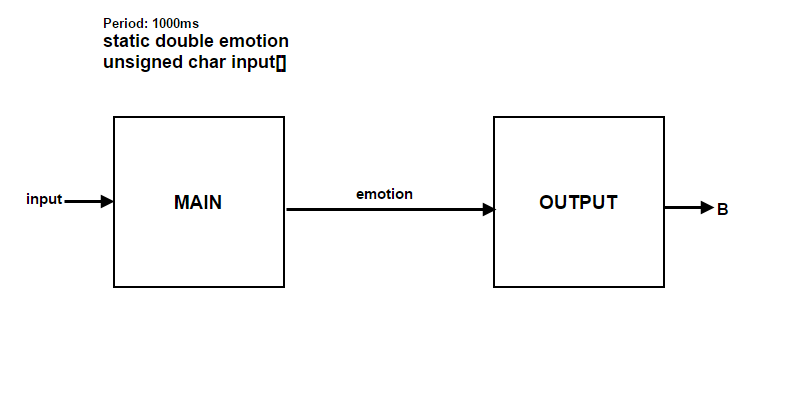 Period: 1000ms
static double emotion
unsigned char input[]
input
MAIN
emotion
OUTPUT
B